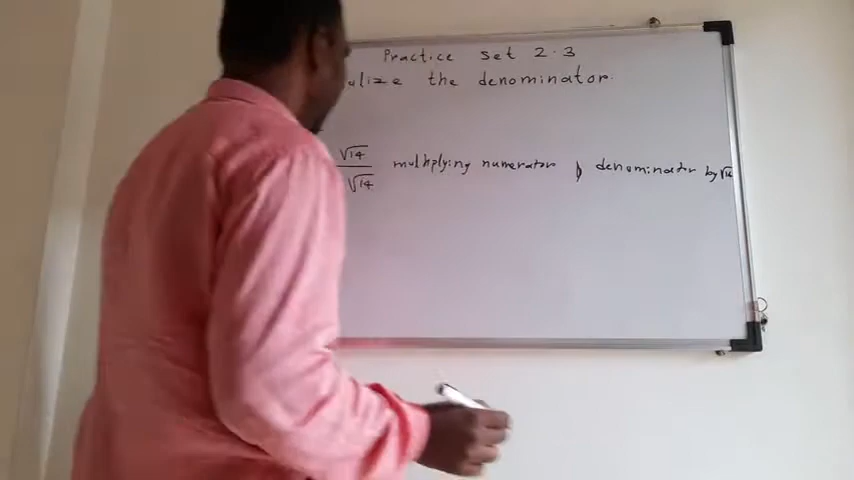 Practice set 2.3
alize the denominator.
√14 multiplying numerator , denominator by √14
√14